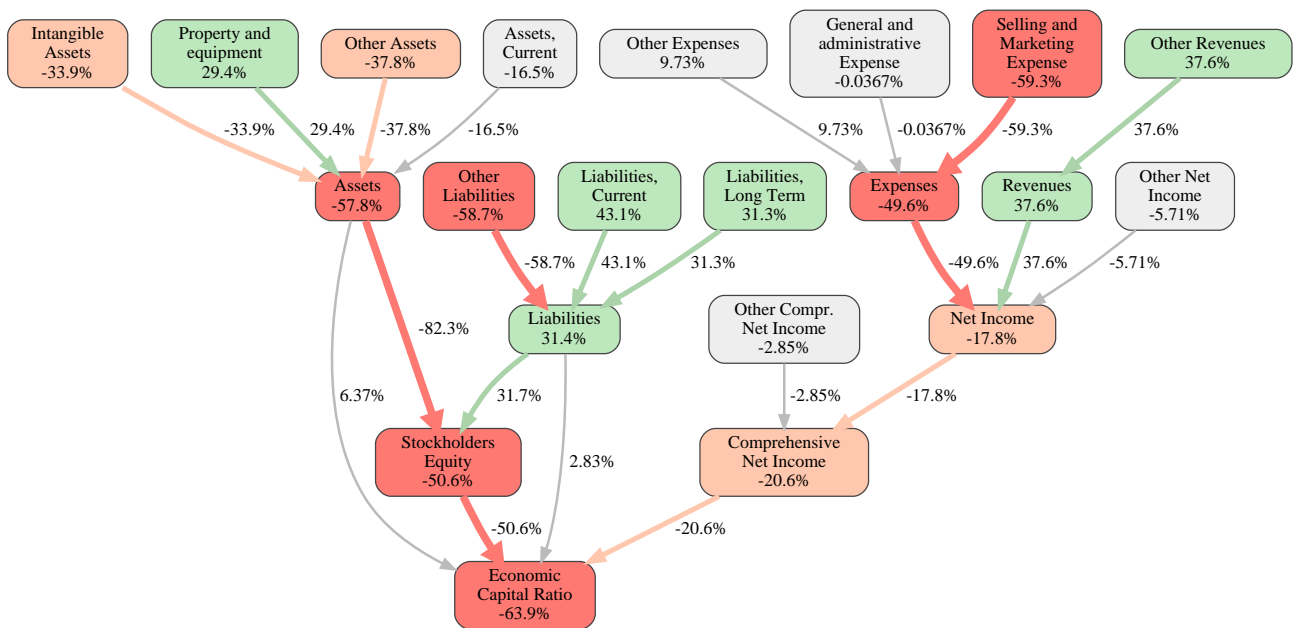 Intangible
Assets
-33.9%
Property and
equipment
29.4%
Other Assets
-37.8%
Assets,
Current
-16.5%
Other Expenses
9.73%
General and
administrative
Expense
-0.0367%
Selling and
Marketing
Expense
-59.3%
Other Revenues
37.6%
-33.9%
29.4%
-37.8%
-16.5%
9.73%
-0.0367%
-59.3%
37.6%
Assets
-57.8%
Other
Liabilities
-58.7%
Liabilities,
Current
43.1%
Liabilities,
Long Term
31.3%
Expenses
-49.6%
Revenues
37.6%
Other Net
Income
-5.71%
-58.7%
43.1%
31.3%
-49.6%
37.6%
-5.71%
-82.3%
Liabilities
31.4%
Other Compr.
Net Income
-2.85%
Net Income
-17.8%
6.37%
31.7%
-2.85%
-17.8%
Stockholders
Equity
-50.6%
2.83%
Comprehensive
Net Income
-20.6%
-50.6%
-20.6%
Economic
Capital Ratio
-63.9%